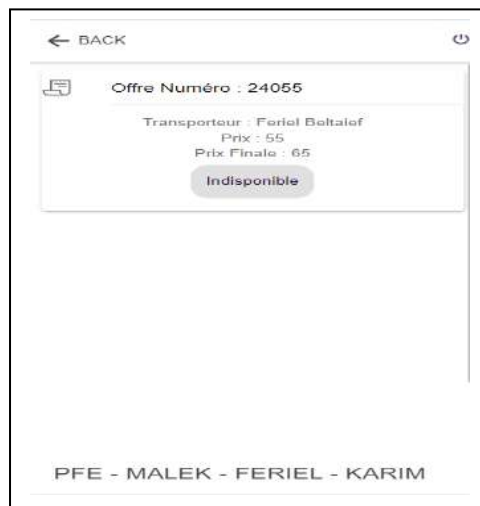 ← BACK
Offre Numéro : 24055
Transporteur : Feriel Beltaief
Prix : 55
Prix Finale : 65
Indisponible
PFE - MALEK - FERIEL - KARIM